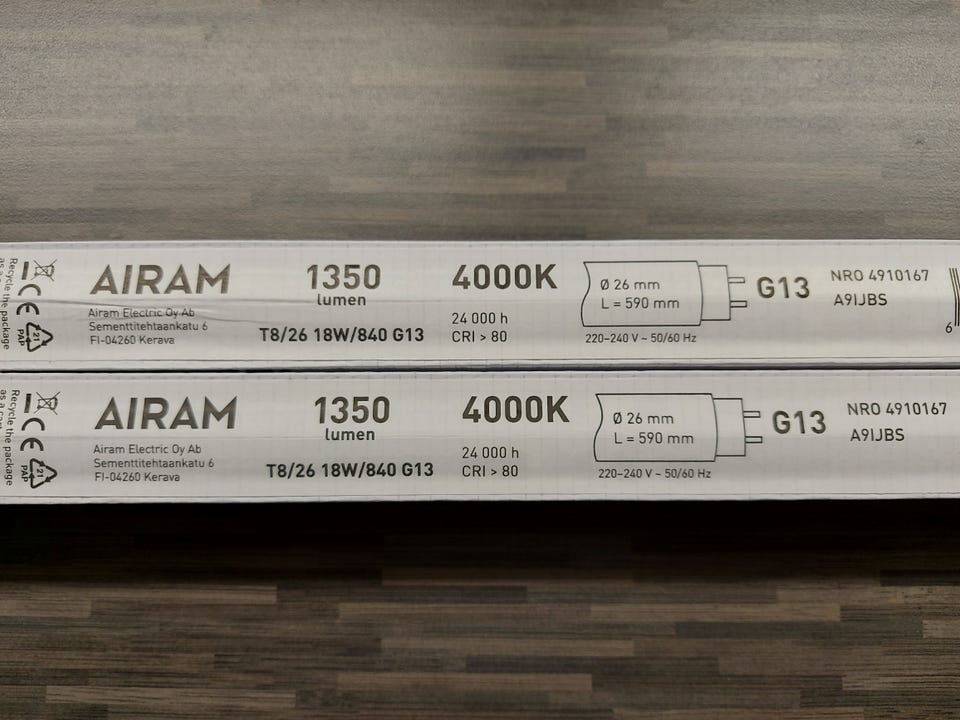 Recycle the package
as a
CE
21
PAP
AIRAM
Airam Electric Oy Ab
Sementtitehtaankatu 6
FI-04260 Kerava
1350
lumen
T8/26 18W/840 G13
4000K
24 000 h
CRI > 80
Ø 26 mm
L = 590 mm
220-240 V ~ 50/60 Hz
G13
NRO 4910167
A9IJBS
6
Recycle the package
as a
CE
21
PAP
AIRAM
Airam Electric Oy Ab
Sementtitehtaankatu 6
FI-04260 Kerava
1350
lumen
T8/26 18W/840 G13
4000K
24 000 h
CRI > 80
Ø 26 mm
L = 590 mm
220-240 V ~ 50/60 Hz
G13
NRO 4910167
A9IJBS